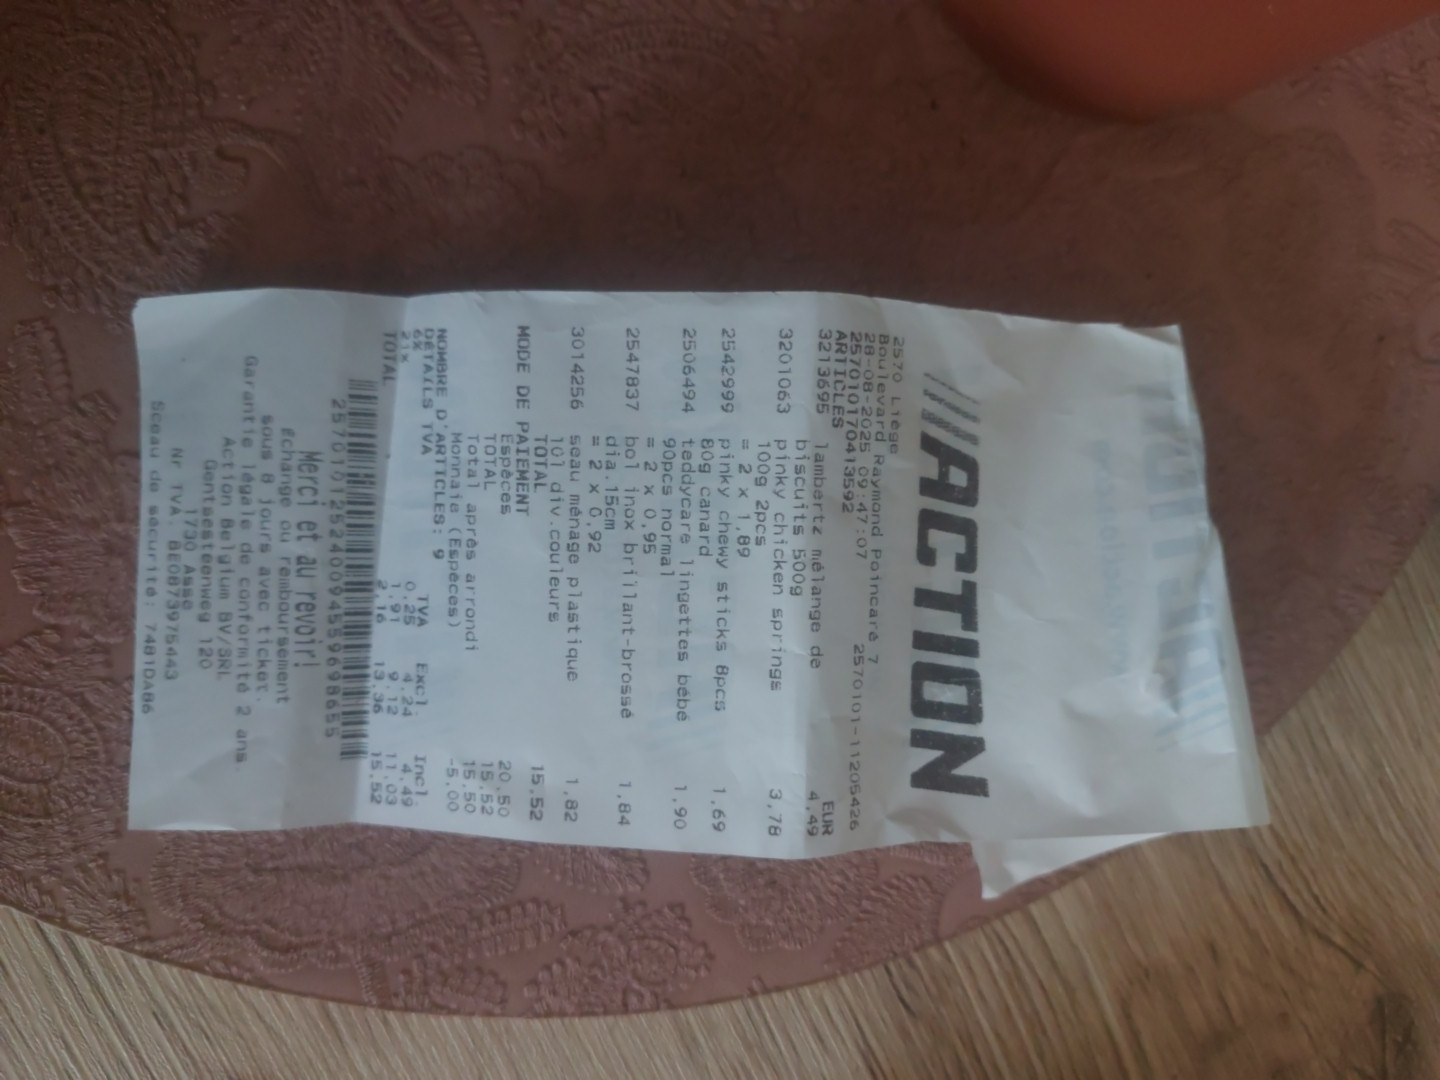 ACTION
2570 Liège
Boulevard Raymond Poincaré 7
28-08-2025 09:47:07 2570101-11205426
257010170413592
ARTICLES EUR
3213695 lambertz mélange de 4,49
biscuits 500g
3201063 pinky chicken springs 3,78
100g 2pcs
= 2 x 1,89
2542999 pinky chewy sticks 8pcs 1,69
80g canard
2506494 teddycare lingettes bébé 1,90
90pcs normal
= 2 x 0,95
2547837 bol inox brillant-brossé 1,84
dia.15cm
= 2 x 0,92
3014256 seau ménage plastique 1,82
10l div.couleurs
TOTAL 15,52
MODE DE PAIEMENT
Espèces 20,50
TOTAL 15,52
Total après arrondi 15,50
Monnaie (Espèces) -5,00
NOMBRE D'ARTICLES: 9
DÉTAILS TVA TVA Excl. Incl.
6% 0,25 4,24 4,49
21% 1,91 9,12 11,03
TOTAL 2,16 13,36 15,52
Merci et au revoir!
Echange ou remboursement
sous 8 jours avec ticket.
Garantie légale de conformité 2 ans.
Action Belgium BV/SRL
Gentsesteenweg 120
1730 Asse
Nr TVA. BE0873975443
Sceau de sécurité: 7481DA86